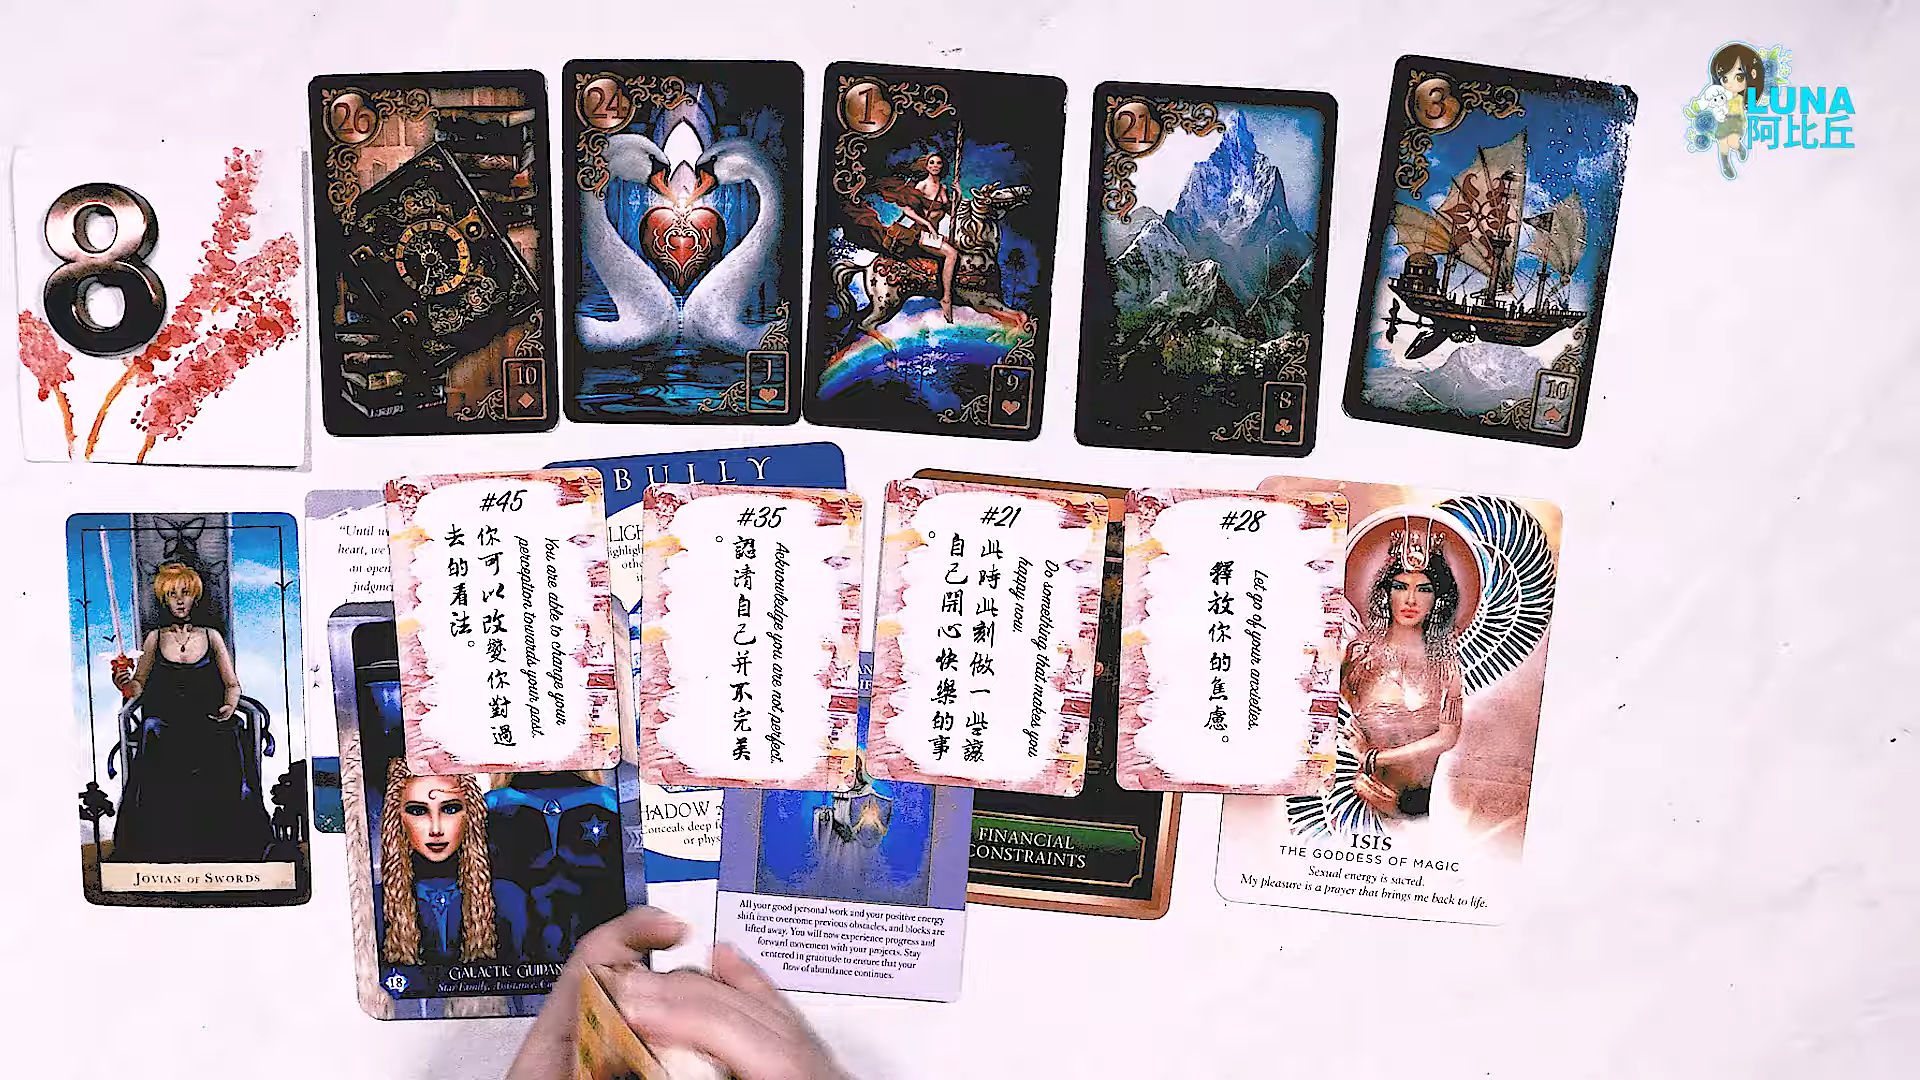 LUNA
阿比丘
8
26
10
24
J
1
9
21
8
3
10
BULLY
JOVIAN OF SWORDS
"Until
heart, we'
an open
judgme
#45
你可以改變你對過
去的看法。
You are able to change your
perception towards your past.
#35
認清自己并不完美
。
Acknowledge you are not perfect.
#21
此時此刻做一些讓
自己開心快樂的事
。
Do something that makes you
happy now.
#28
釋放你的焦慮。
Let go of your anxieties.
18
GALACTIC GUIDAN
Star Family, Assistance, Co
HADOW
Conceals deep f
or phys
All your good personal work and your positive energy
shift have overcome previous obstacles, and blocks are
lifted away. You will now experience progress and
forward movement with your projects. Stay
centered in gratitude to ensure that your
flow of abundance continues.
FINANCIAL
CONSTRAINTS
ISIS
THE GODDESS OF MAGIC
Sexual energy is sacred.
My pleasure is a prayer that brings me back to life.